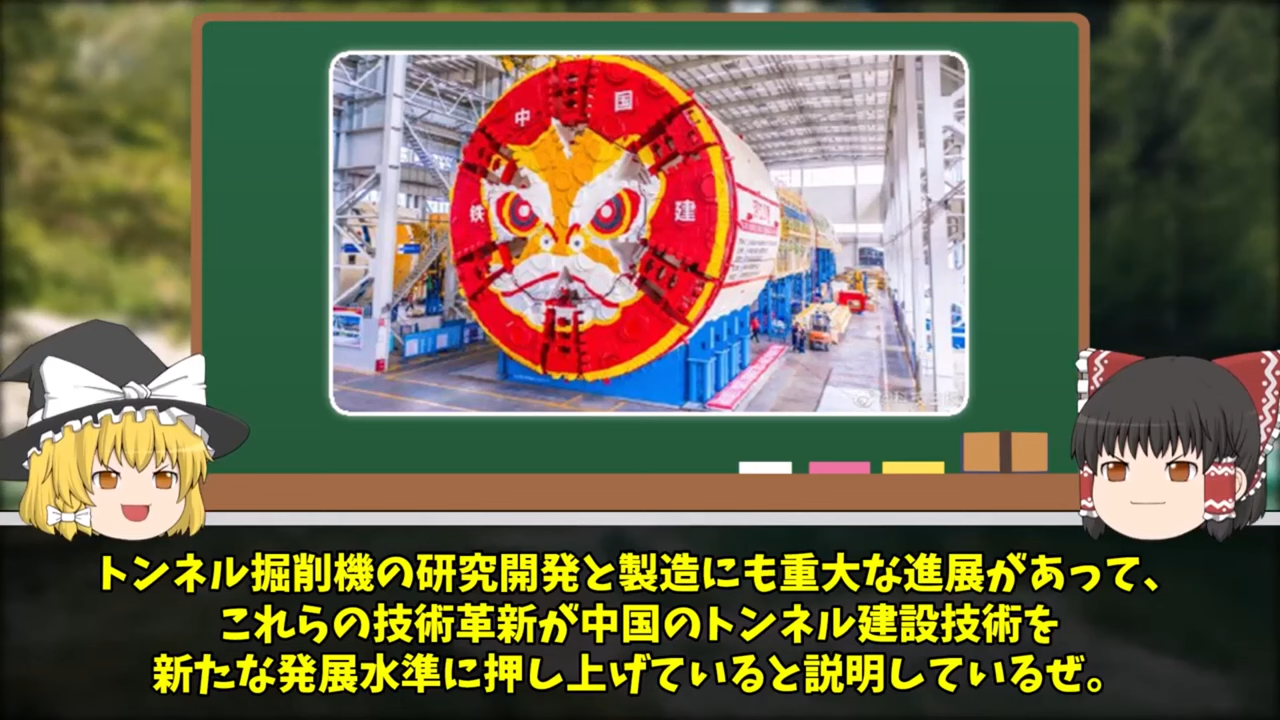 中国
铁建
トンネル掘削機の研究開発と製造にも重大な進展があって、
これらの技術革新が中国のトンネル建設技術を
新たな発展水準に押し上げていると説明しているぜ。